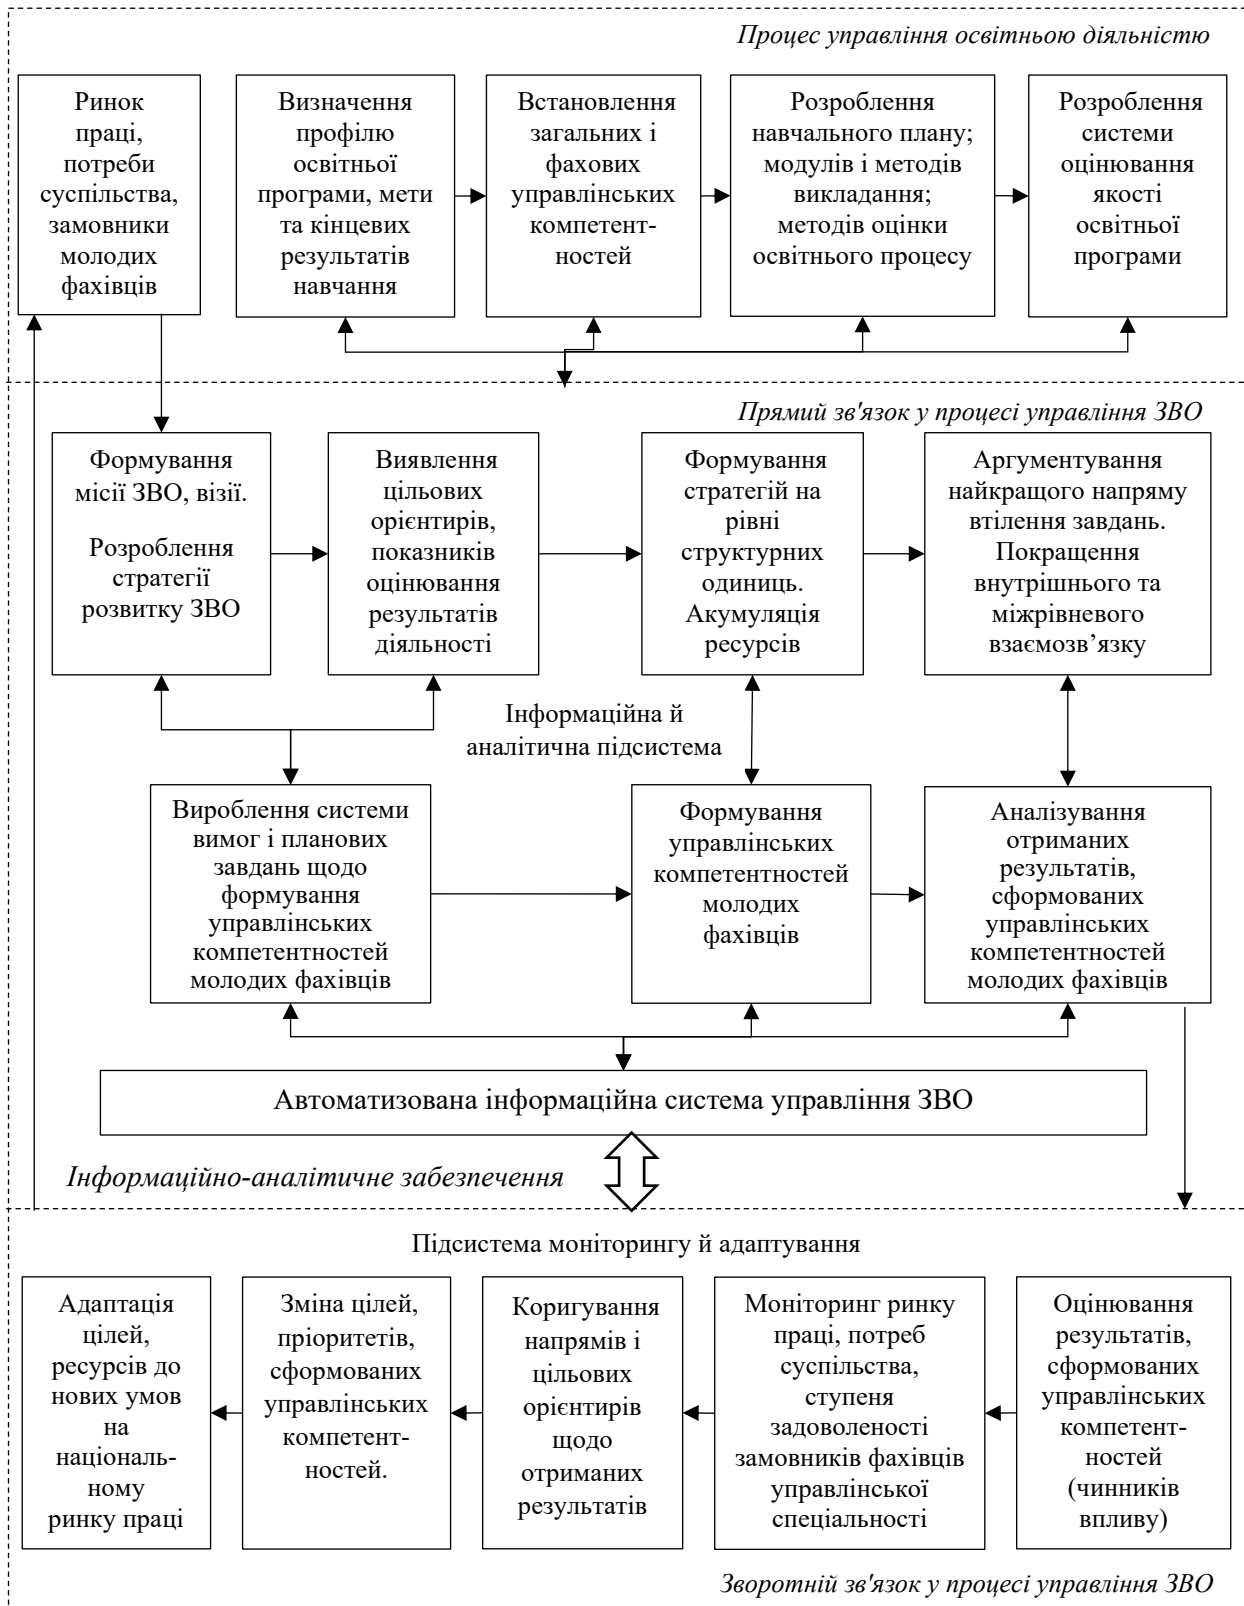 Процес управління освітньою діяльністю
Ринок
праці,
потреби
суспільства,
замовники
молодих
фахівців
Визначення
профілю
освітньої
програми, мети
та кінцевих
результатів
навчання
Встановлення
загальних і
фахових
управлінських
компетент-
ностей
Розроблення
навчального плану;
модулів і методів
викладання;
методів оцінки
освітнього процесу
Розроблення
системи
оцінювання
якості
освітньої
програми
Прямий зв'язок у процесі управління ЗВО
Формування
місії ЗВО, візії.
Розроблення
стратегії
розвитку ЗВО
Виявлення
цільових
орієнтирів,
показників
оцінювання
результатів
діяльності
Формування
стратегій на
рівні
структурних
одиниць.
Акумуляція
ресурсів
Аргументування
найкращого напряму
втілення завдань.
Покращення
внутрішнього та
міжрівневого
взаємозв’язку
Інформаційна й
аналітична підсистема
Вироблення системи
вимог і планових
завдань щодо
формування
управлінських
компетентностей
молодих фахівців
Формування
управлінських
компетентностей
молодих
фахівців
Аналізування
отриманих
результатів,
сформованих
управлінських
компетентностей
молодих фахівців
Автоматизована інформаційна система управління ЗВО
Інформаційно-аналітичне забезпечення
Підсистема моніторингу й адаптування
Адаптація
цілей,
ресурсів до
нових умов
на
національ-
ному
ринку праці
Зміна цілей,
пріоритетів,
сформованих
управлінських
компетент-
ностей.
Коригування
напрямів і
цільових
орієнтирів
щодо
отриманих
результатів
Моніторинг ринку
праці, потреб
суспільства,
ступеня
задоволеності
замовників фахівців
управлінської
спеціальності
Оцінювання
результатів,
сформованих
управлінських
компетент-
ностей
(чинників
впливу)
Зворотній зв'язок у процесі управління ЗВО